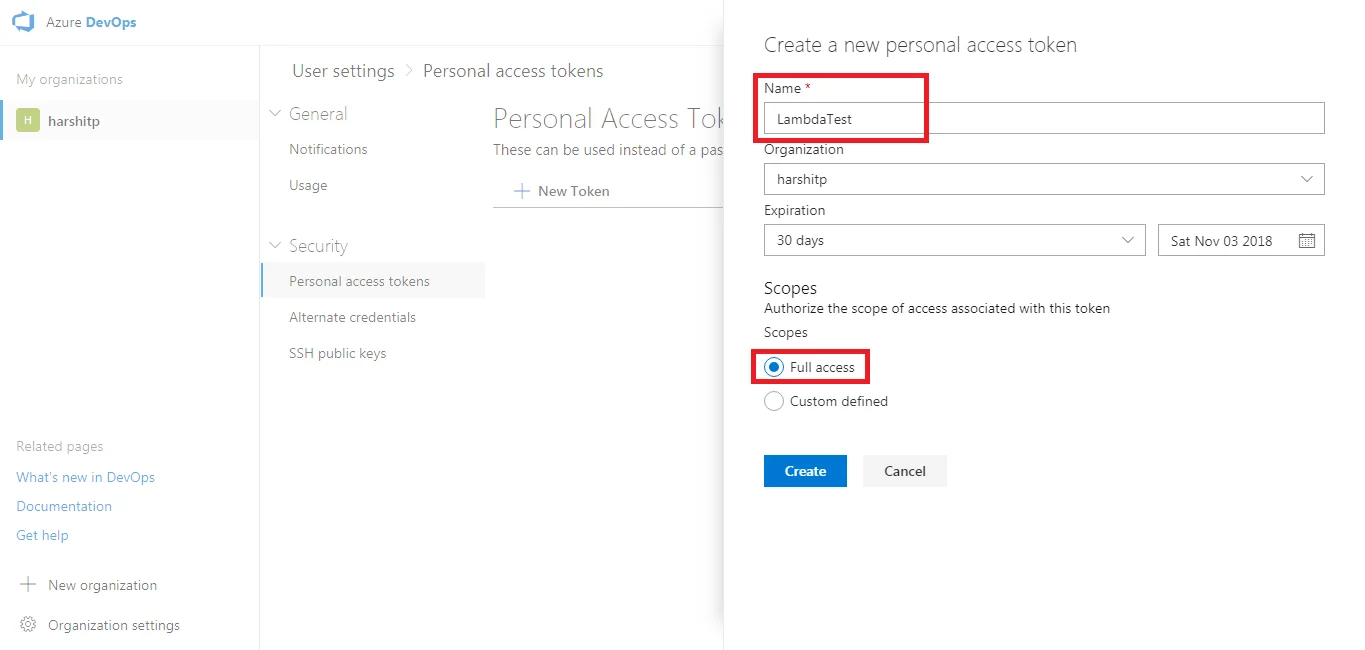 Azure DevOps
My organizations
H harshitp
Related pages
What's new in DevOps
Documentation
Get help
New organization
Organization settings
User settings > Personal access tokens
General
Notifications
Usage
Security
Personal access tokens
Alternate credentials
SSH public keys
Personal Access Tok
These can be used instead of a pas
New Token
Create a new personal access token
Name *
LambdaTest
Organization
harshitp
Expiration
30 days Sat Nov 03 2018
Scopes
Authorize the scope of access associated with this token
Scopes
Full access
Custom defined
Create Cancel